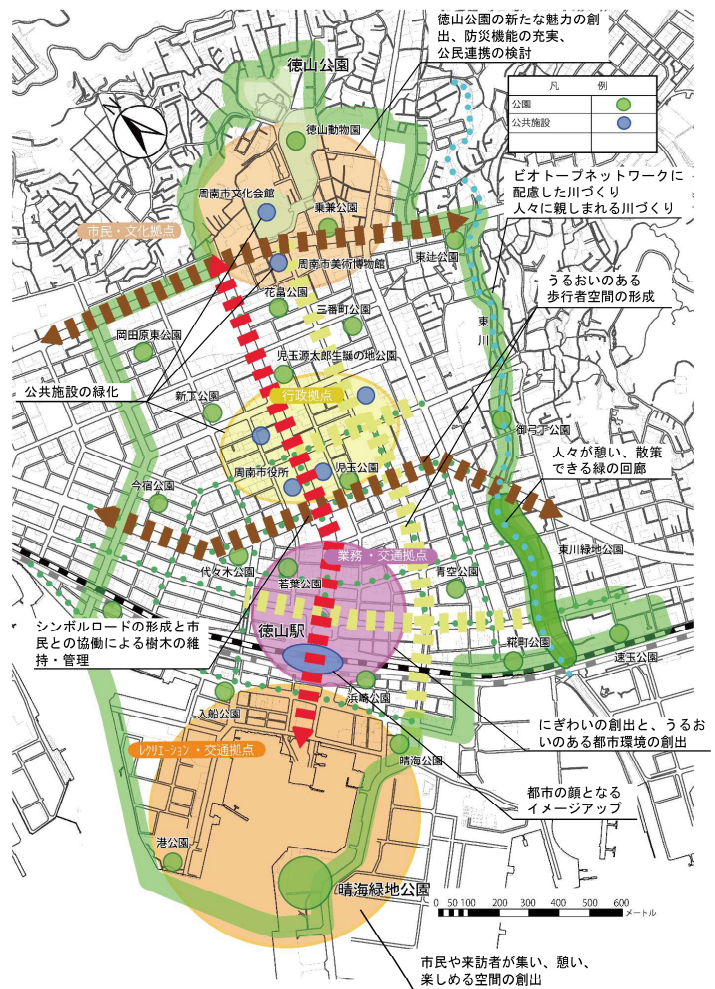 徳山公園の新たな魅力の創
出、防災機能の充実、
公民連携の検討
徳山公園
凡　例
公園
公共施設
N
徳山動物園
ビオトープネットワークに
配慮した川づくり
人々に親しまれる川づくり
周南市文化会館
乗兼公園
市民・文化拠点
東辻公園
周南市美術博物館
うるおいのある
歩行者空間の形成
花畠公園
三番町公園
東川
岡田原東公園
児玉源太郎生誕の地公園
公共施設の緑化
新丁公園
行政拠点
御弓丁公園
人々が憩い、散策
できる緑の回廊
周南市役所
児玉公園
今宿公園
東川緑地公園
業務・交通拠点
代々木公園
青空公園
若葉公園
シンボルロードの形成と市
民との協働による樹木の維
持・管理
徳山駅
糀町公園
速玉公園
浜崎公園
入船公園
にぎわいの創出と、うるお
いのある都市環境の創出
レクリエーション・交通拠点
晴海公園
都市の顔となる
イメージアップ
港公園
晴海緑地公園
0 50 100 200 300 400 500 600
メートル
市民や来訪者が集い、憩い、
楽しめる空間の創出